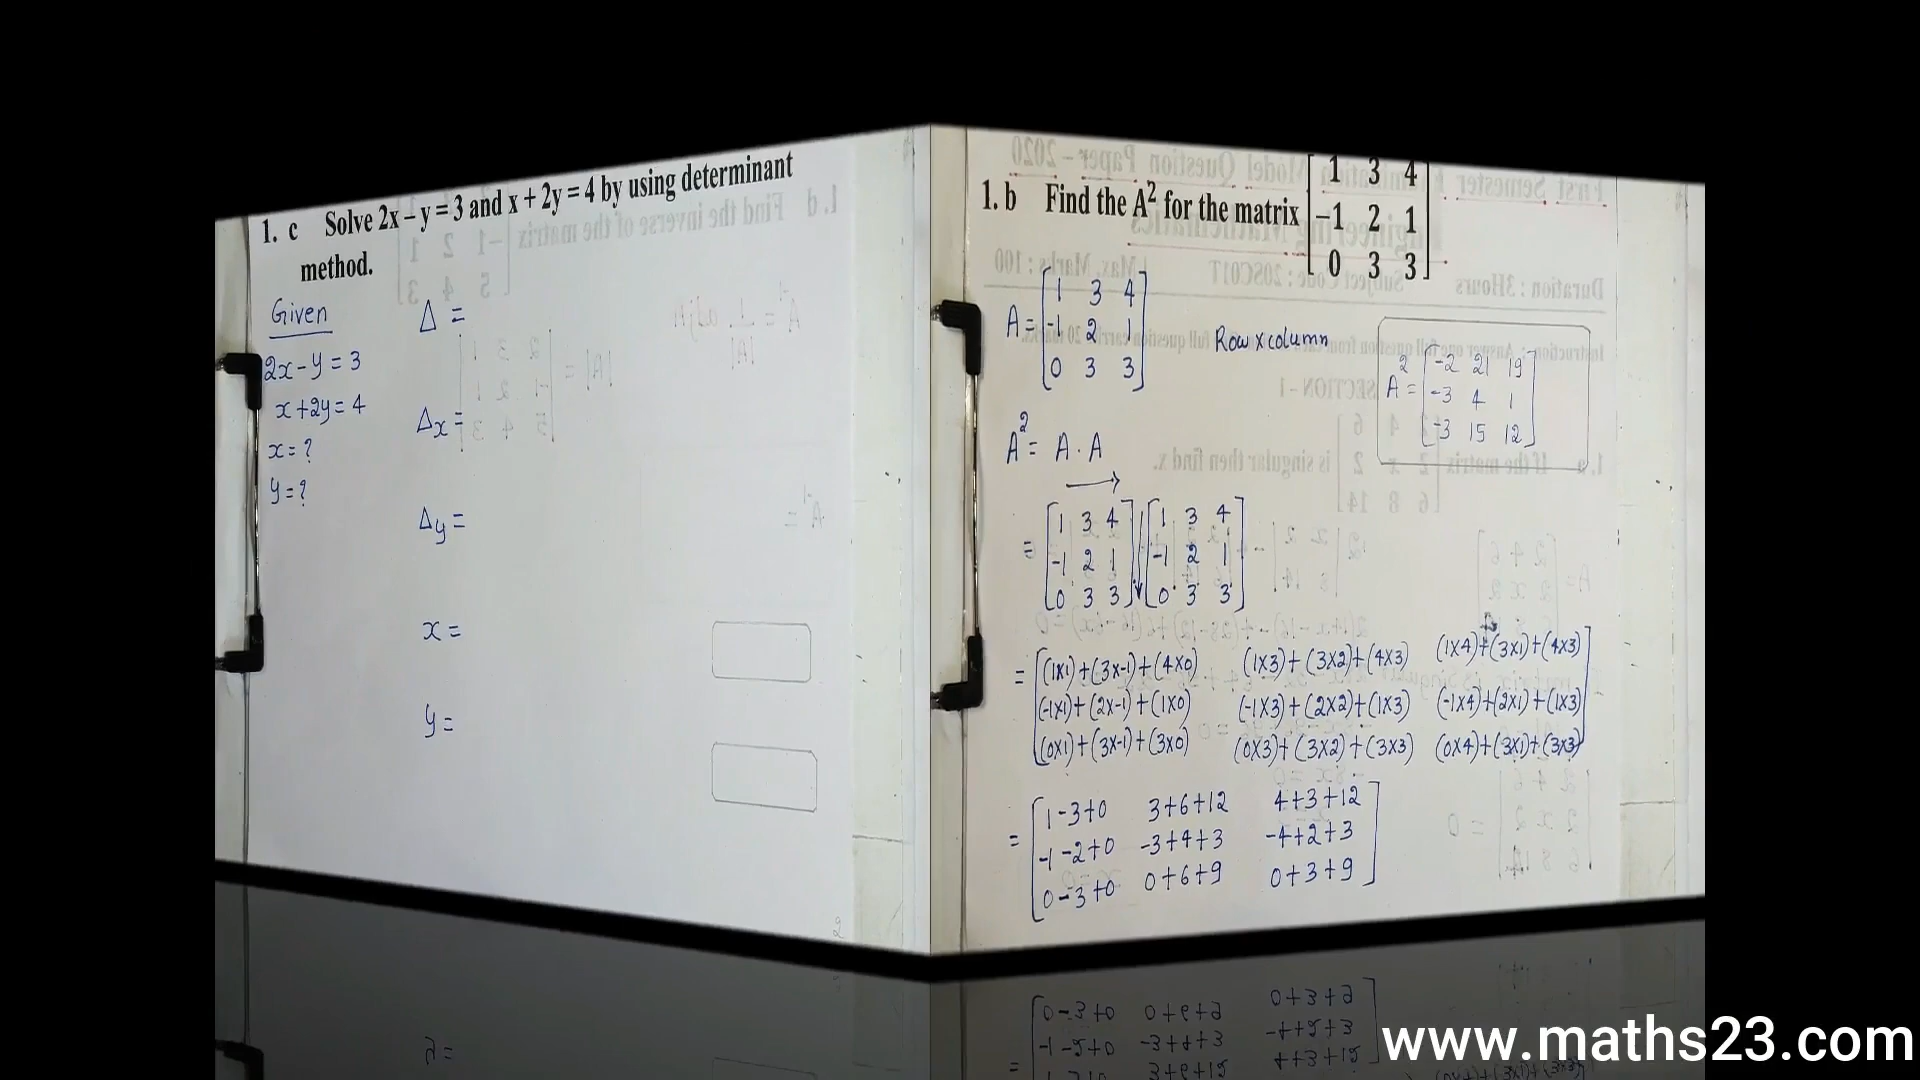 1. c Solve 2x – y = 3 and x + 2y = 4 by using determinant
method.
Given
2x - y = 3
x + 2y = 4
x = ?
y = ?
Δ =
Δx =
Δy =
x =
y =
1. b Find the A² for the matrix [1 3 4
−1 2 1
0 3 3]
A = [1 3 4
-1 2 1
0 3 3]
Row x column
A² = [-2 21 19
-3 4 1
-3 15 12]
A² = A . A
= [1 3 4 [1 3 4
-1 2 1 -1 2 1
0 3 3] 0 3 3]
= [(1x1)+(3x-1)+(4x0) (1x3)+(3x2)+(4x3) (1x4)+(3x1)+(4x3)
(-1x1)+(2x-1)+(1x0) (-1x3)+(2x2)+(1x3) (-1x4)+(2x1)+(1x3)
(0x1)+(3x-1)+(3x0) (0x3)+(3x2)+(3x3) (0x4)+(3x1)+(3x3)]
= [1-3+0 3+6+12 4+3+12
-1-2+0 -3+4+3 -4+2+3
0-3+0 0+6+9 0+3+9]
www.maths23.com